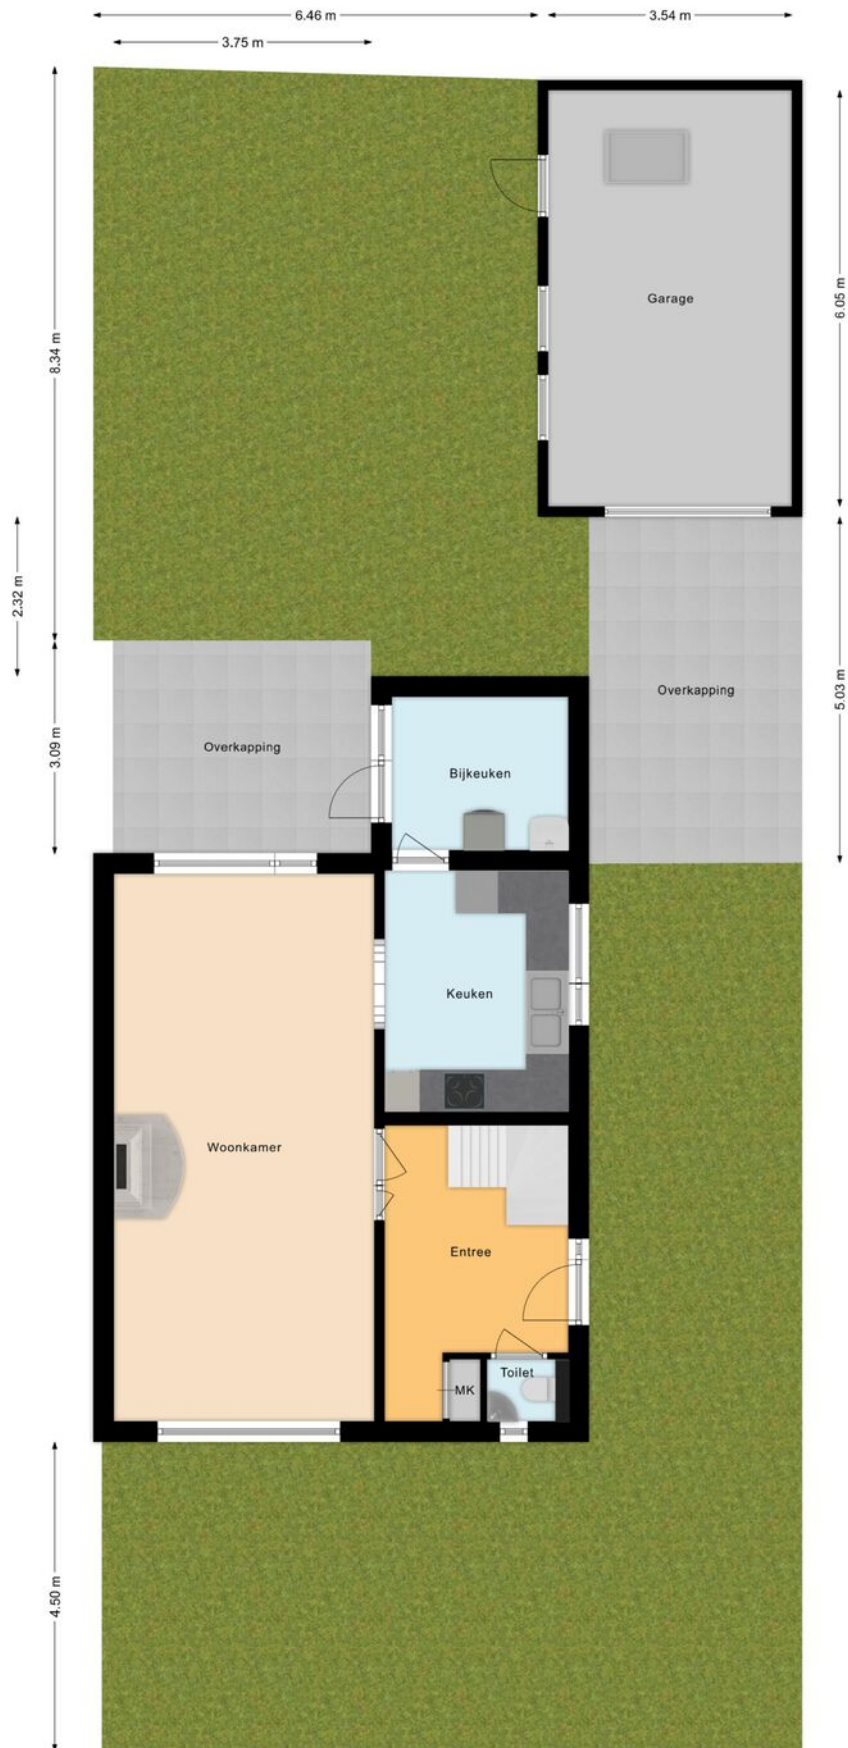 6.46 m
3.54 m
3.75 m
8.34 m
6.05 m
Garage
2.32 m
3.09 m
5.03 m
Overkapping
Overkapping
Bijkeuken
Keuken
Woonkamer
Entree
Toilet
MK
4.50 m